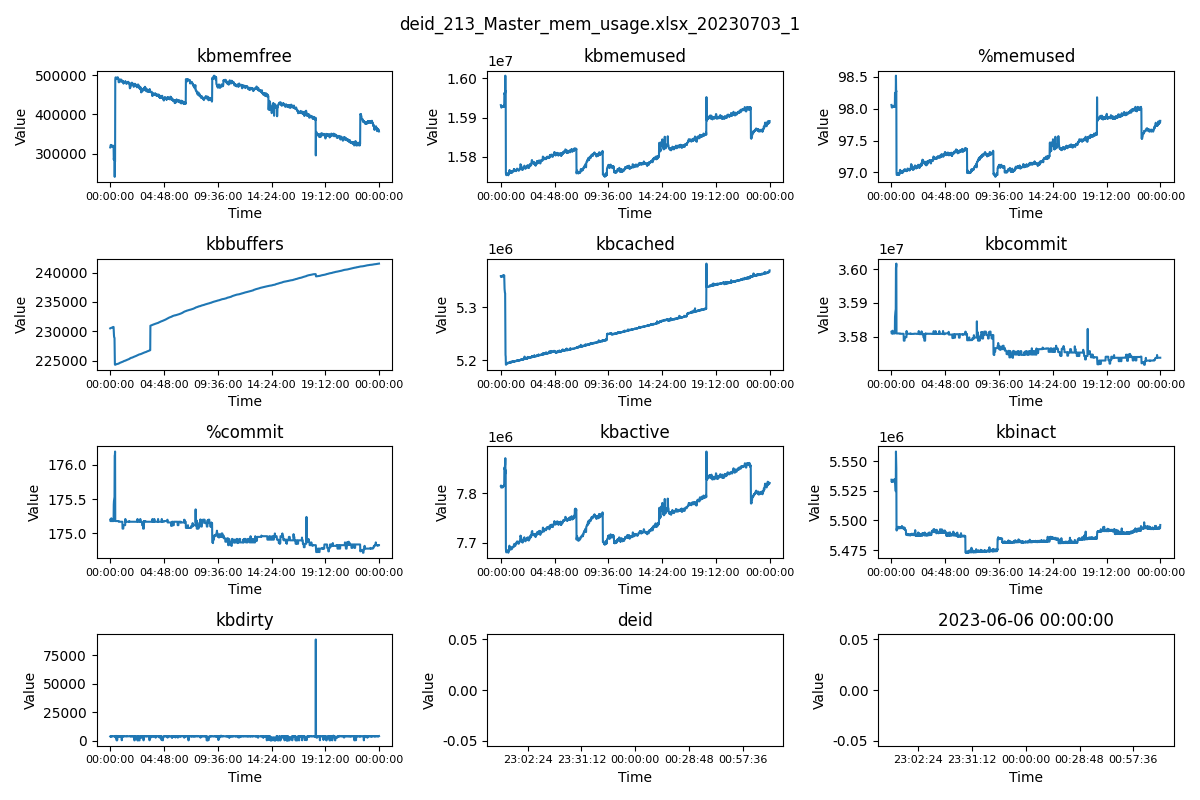 deid_213_Master_mem_usage.xlsx_20230703_1
kbmemfree
500000
400000
300000
Value
00:00:00 04:48:00 09:36:00 14:24:00 19:12:00 00:00:00
Time
kbmemused
1e7
1.60
1.59
1.58
Value
00:00:00 04:48:00 09:36:00 14:24:00 19:12:00 00:00:00
Time
%memused
98.5
98.0
97.5
97.0
Value
00:00:00 04:48:00 09:36:00 14:24:00 19:12:00 00:00:00
Time
kbbuffers
240000
235000
230000
225000
Value
00:00:00 04:48:00 09:36:00 14:24:00 19:12:00 00:00:00
Time
kbcached
1e6
5.3
5.2
Value
00:00:00 04:48:00 09:36:00 14:24:00 19:12:00 00:00:00
Time
kbcommit
1e7
3.60
3.59
3.58
Value
00:00:00 04:48:00 09:36:00 14:24:00 19:12:00 00:00:00
Time
%commit
176.0
175.5
175.0
Value
00:00:00 04:48:00 09:36:00 14:24:00 19:12:00 00:00:00
Time
kbactive
1e6
7.8
7.7
Value
00:00:00 04:48:00 09:36:00 14:24:00 19:12:00 00:00:00
Time
kbinact
1e6
5.550
5.525
5.500
5.475
Value
00:00:00 04:48:00 09:36:00 14:24:00 19:12:00 00:00:00
Time
kbdirty
75000
50000
25000
0
Value
00:00:00 04:48:00 09:36:00 14:24:00 19:12:00 00:00:00
Time
deid
0.05
0.00
-0.05
Value
23:02:24 23:31:12 00:00:00 00:28:48 00:57:36
Time
2023-06-06 00:00:00
0.05
0.00
-0.05
Value
23:02:24 23:31:12 00:00:00 00:28:48 00:57:36
Time